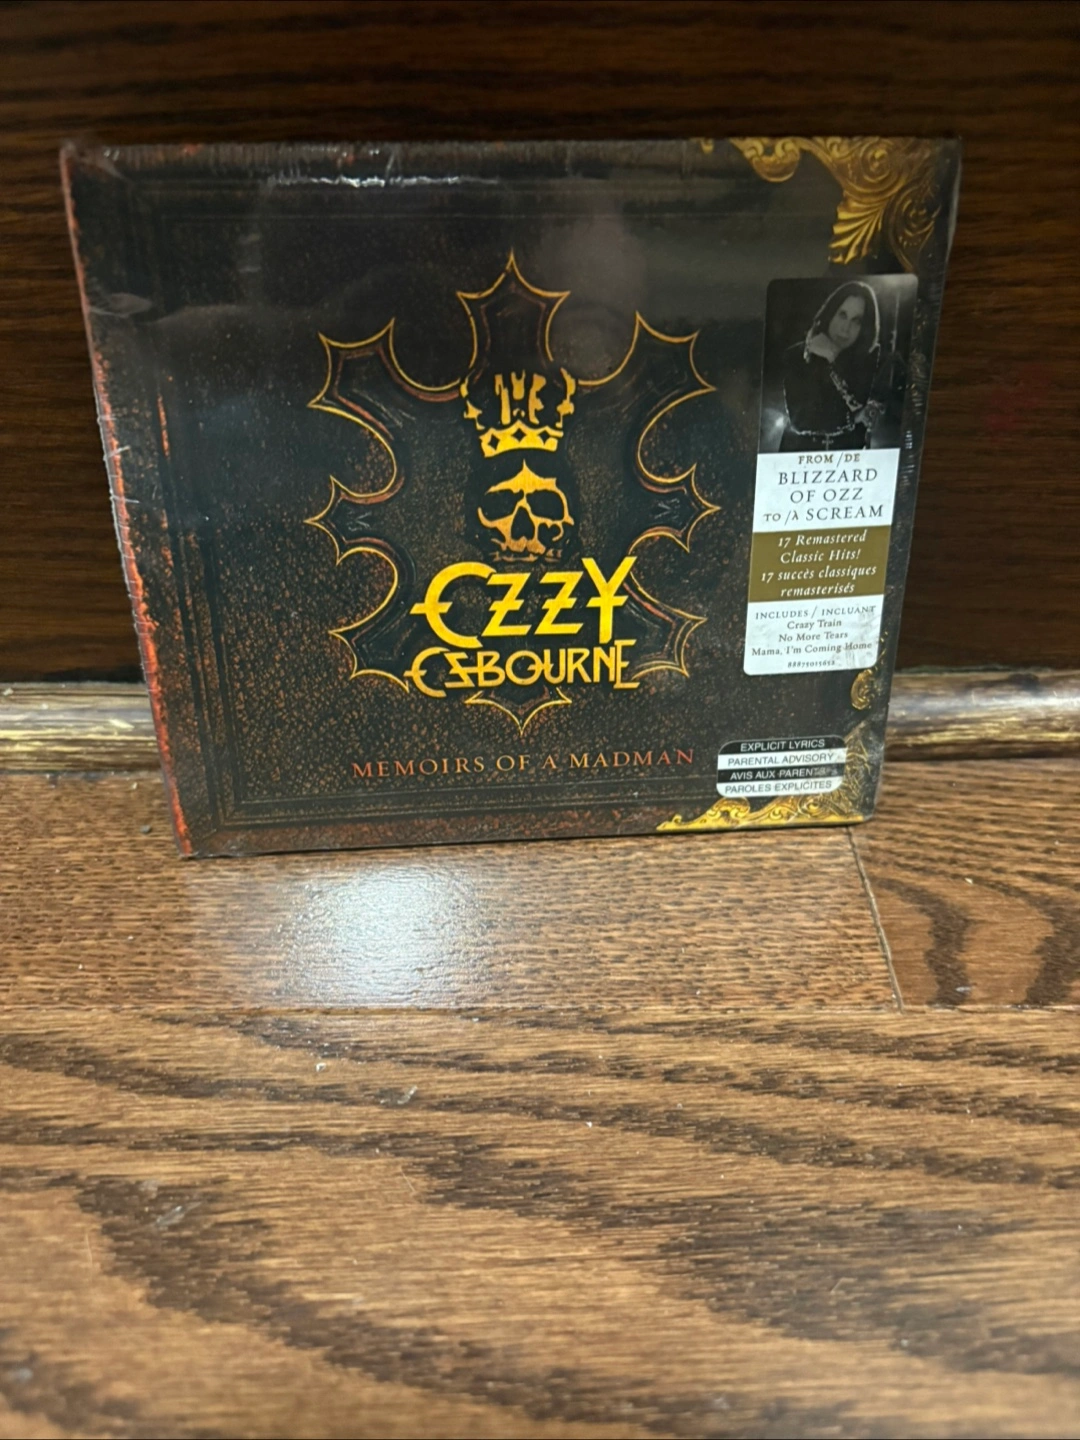 THE
OZZY
OSBOURNE
MEMOIRS OF A MADMAN
FROM / DE
BLIZZARD
OF OZZ
TO / À SCREAM
17 Remastered
Classic Hits!
17 succès classiques
remasterisés
INCLUDES / INCLUANT
Crazy Train
No More Tears
Mama, I'm Coming Home
88875015612
EXPLICIT LYRICS
PARENTAL ADVISORY
AVIS AUX PARENTS
PAROLES EXPLICITES